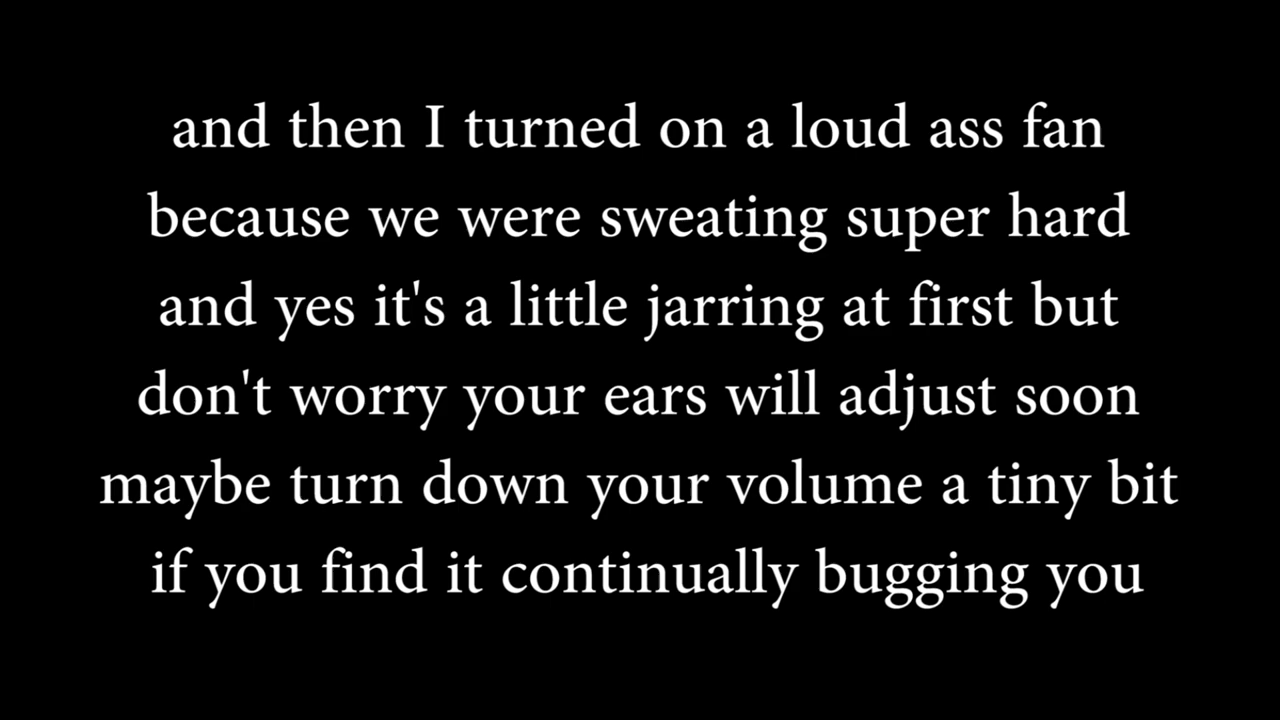 and then I turned on a loud ass fan
because we were sweating super hard
and yes it's a little jarring at first but
don't worry your ears will adjust soon
maybe turn down your volume a tiny bit
if you find it continually bugging you